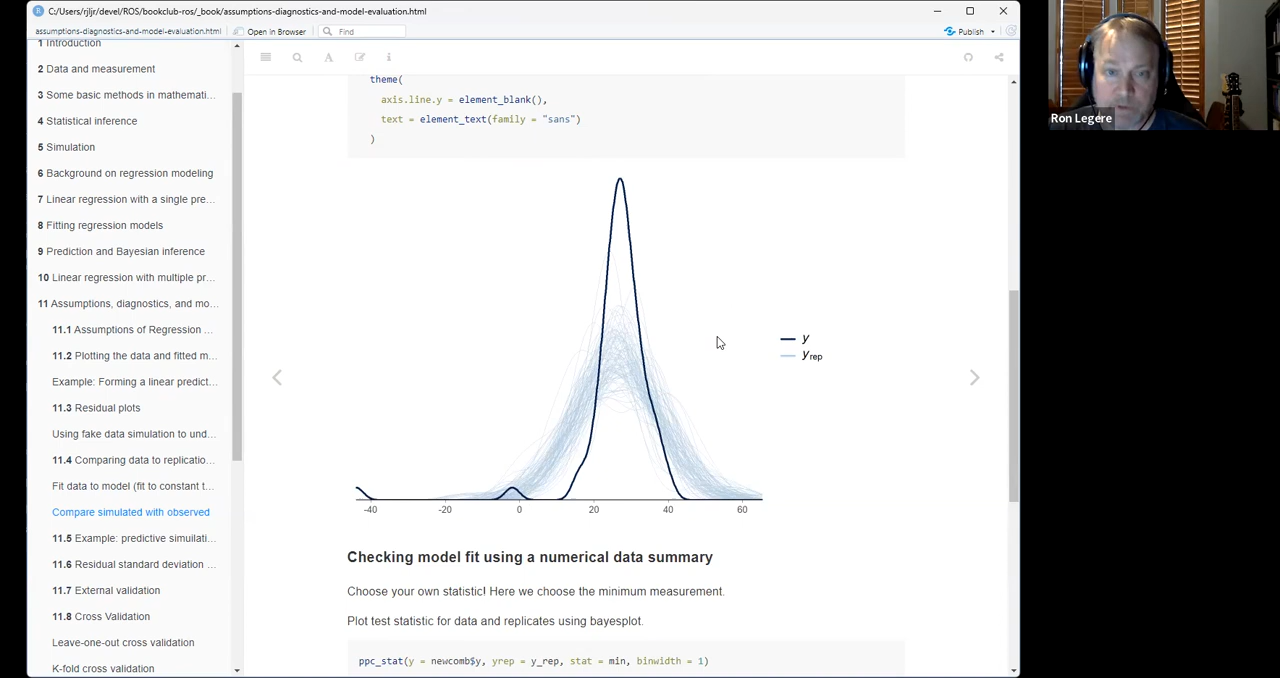 C:/Users/rjljr/devel/ROS/bookclub-ros/_book/assumptions-diagnostics-and-model-evaluation.html
assumptions-diagnostics-and-model-evaluation.html
Open in Browser
Find
Publish
1 Introduction
2 Data and measurement
3 Some basic methods in mathemati...
4 Statistical inference
5 Simulation
6 Background on regression modeling
7 Linear regression with a single pre...
8 Fitting regression models
9 Prediction and Bayesian inference
10 Linear regression with multiple pr...
11 Assumptions, diagnostics, and mo...
11.1 Assumptions of Regression ...
11.2 Plotting the data and fitted m...
Example: Forming a linear predict...
11.3 Residual plots
Using fake data simulation to und...
11.4 Comparing data to replicatio...
Fit data to model (fit to constant t...
Compare simulated with observed
11.5 Example: predictive simuilati...
11.6 Residual standard deviation ...
11.7 External validation
11.8 Cross Validation
Leave-one-out cross validation
K-fold cross validation
A
i
theme(
axis.line.y = element_blank(),
text = element_text(family = "sans")
)
y
yrep
-40 -20 0 20 40 60
Checking model fit using a numerical data summary
Choose your own statistic! Here we choose the minimum measurement.
Plot test statistic for data and replicates using bayesplot.
ppc_stat(y = newcomb$y, yrep = y_rep, stat = min, binwidth = 1)
Ron Legere